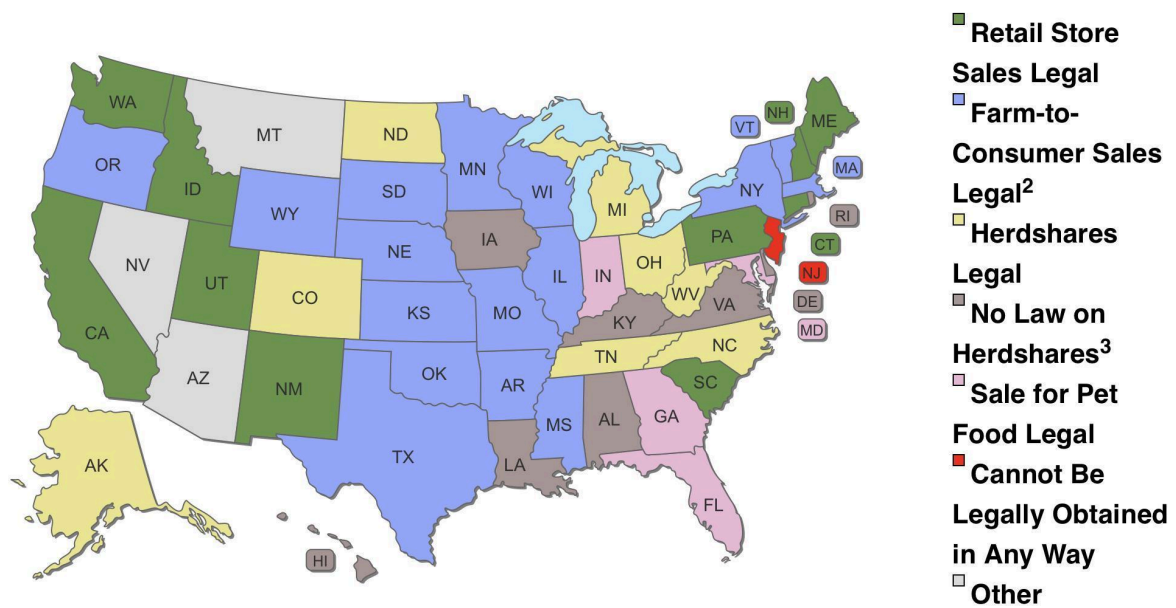 WA
OR
CA
ID
NV
MT
WY
UT
AZ
CO
NM
ND
SD
NE
KS
OK
TX
MN
IA
MO
AR
LA
WI
IL
MS
MI
IN
KY
TN
AL
OH
WV
VA
NC
SC
GA
FL
PA
NY
VT
NH
ME
MA
RI
CT
NJ
DE
MD
AK
HI
Retail Store
Sales Legal
Farm-to-
Consumer Sales
Legal²
Herdshares
Legal
No Law on
Herdshares³
Sale for Pet
Food Legal
Cannot Be
Legally Obtained
in Any Way
Other